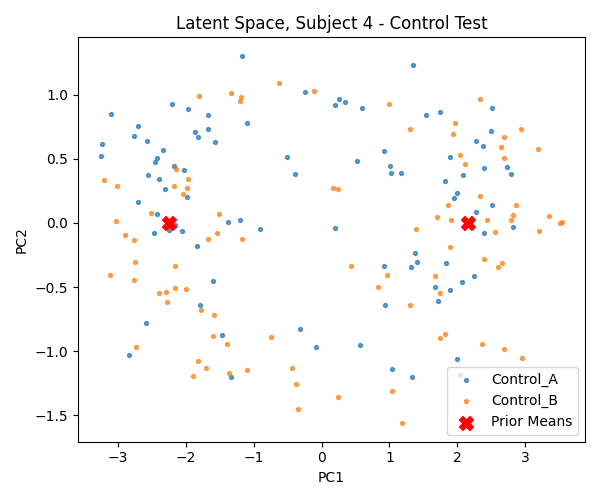 Latent Space, Subject 4 - Control Test
PC2
1.0
0.5
0.0
−0.5
−1.0
−1.5
−3
−2
−1
0
1
2
3
PC1
Control_A
Control_B
Prior Means